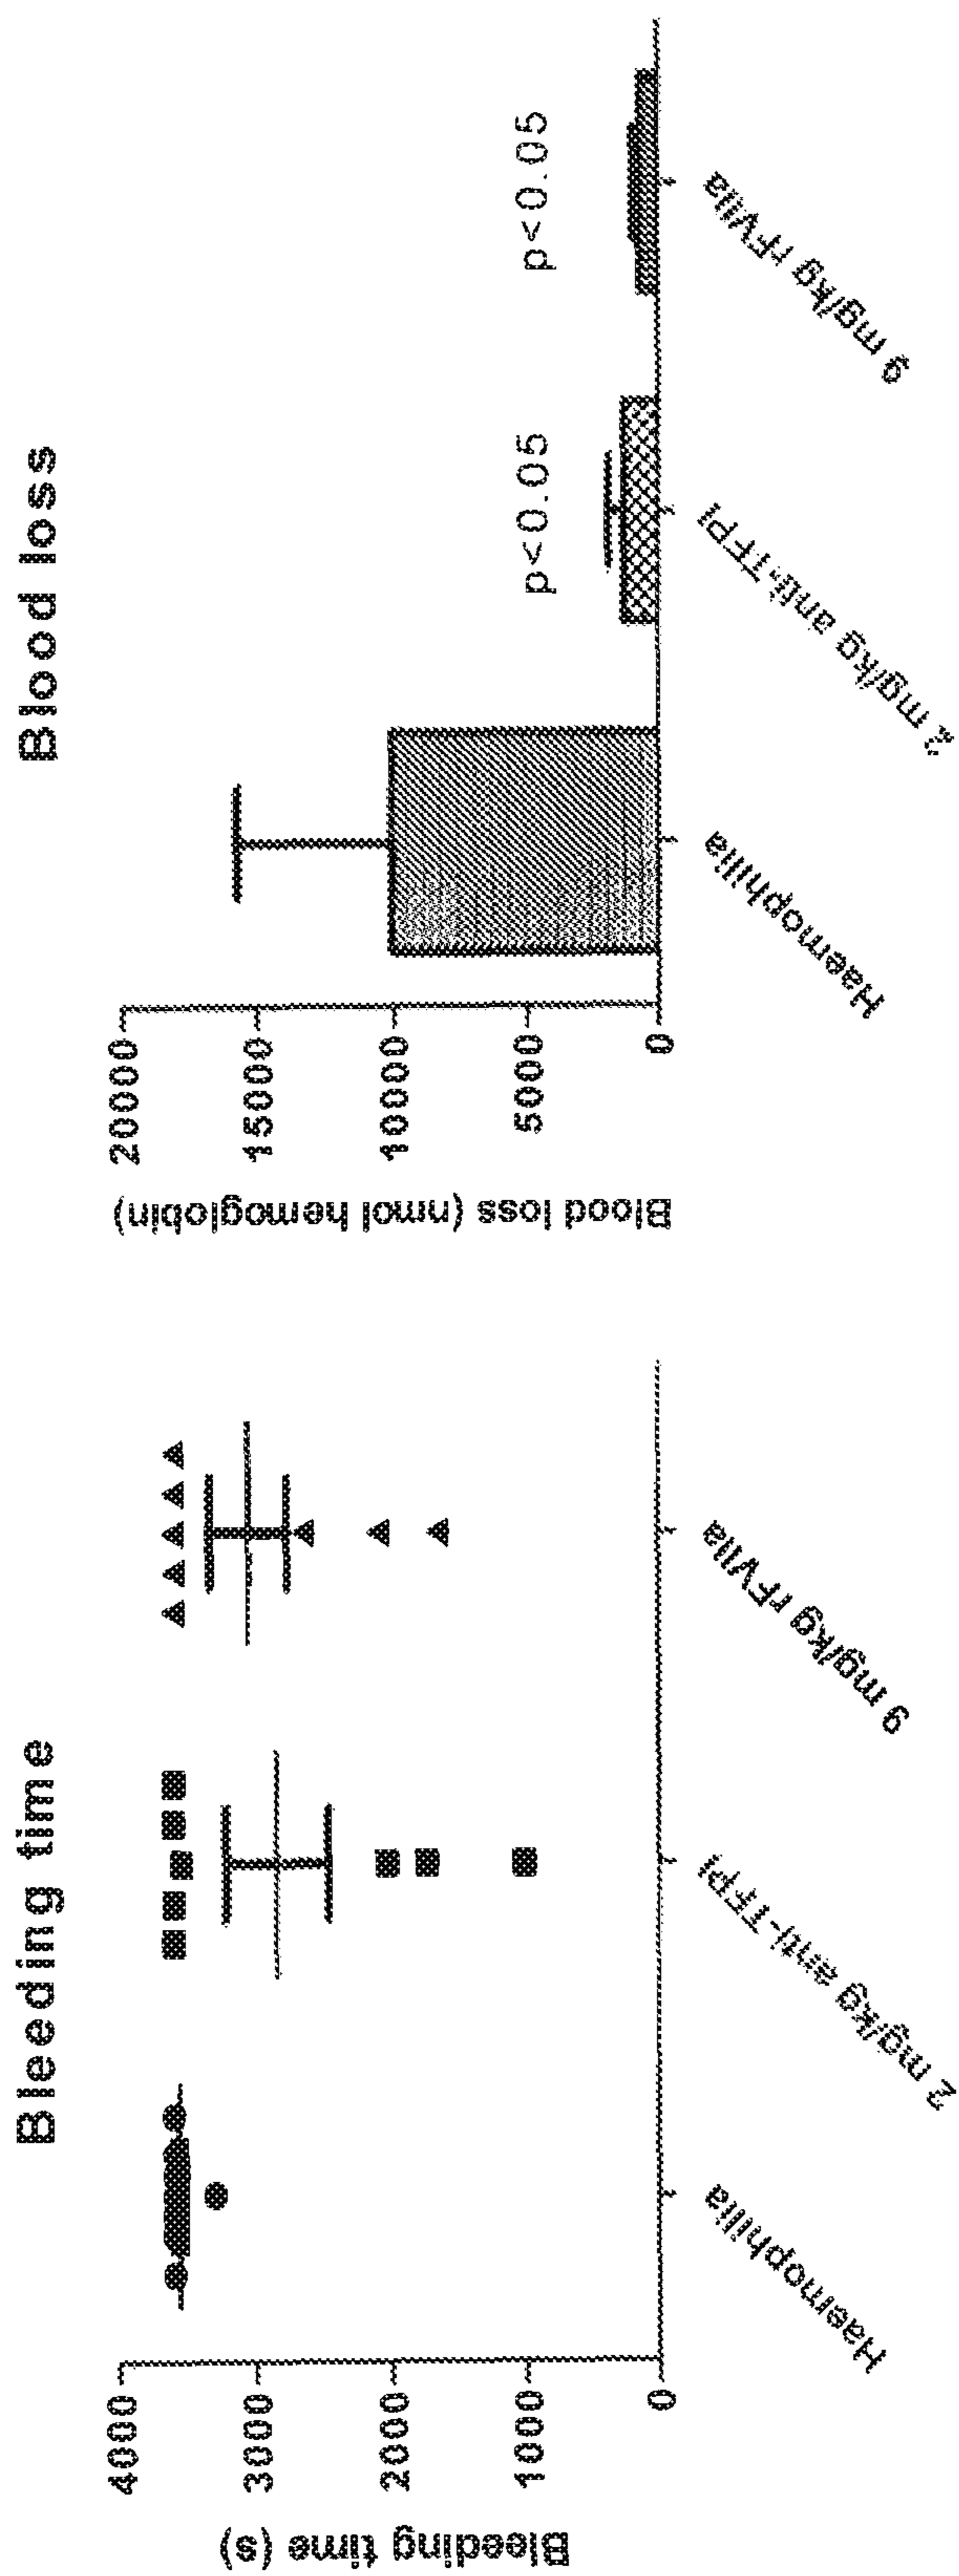 Bleeding time
Bleeding time (s)
4000
3000
2000
1000
0
Haemophilia
2 mg/kg anti-TFPI
9 mg/kg rFVIIa
Blood loss
Blood loss (nmol hemoglobin)
20000
15000
10000
5000
0
p<0.05
p<0.05
Haemophilia
2 mg/kg anti-TFPI
9 mg/kg rFVIIa